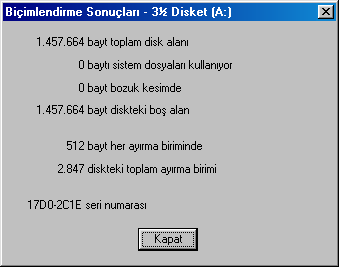 Biçimlendirme Sonuçları - 3½ Disket (A:)
1.457.664 bayt toplam disk alanı
0 baytı sistem dosyaları kullanıyor
0 bayt bozuk kesimde
1.457.664 bayt diskteki boş alan
512 bayt her ayırma biriminde
2.847 diskteki toplam ayırma birimi
17D0-2C1E seri numarası
Kapat